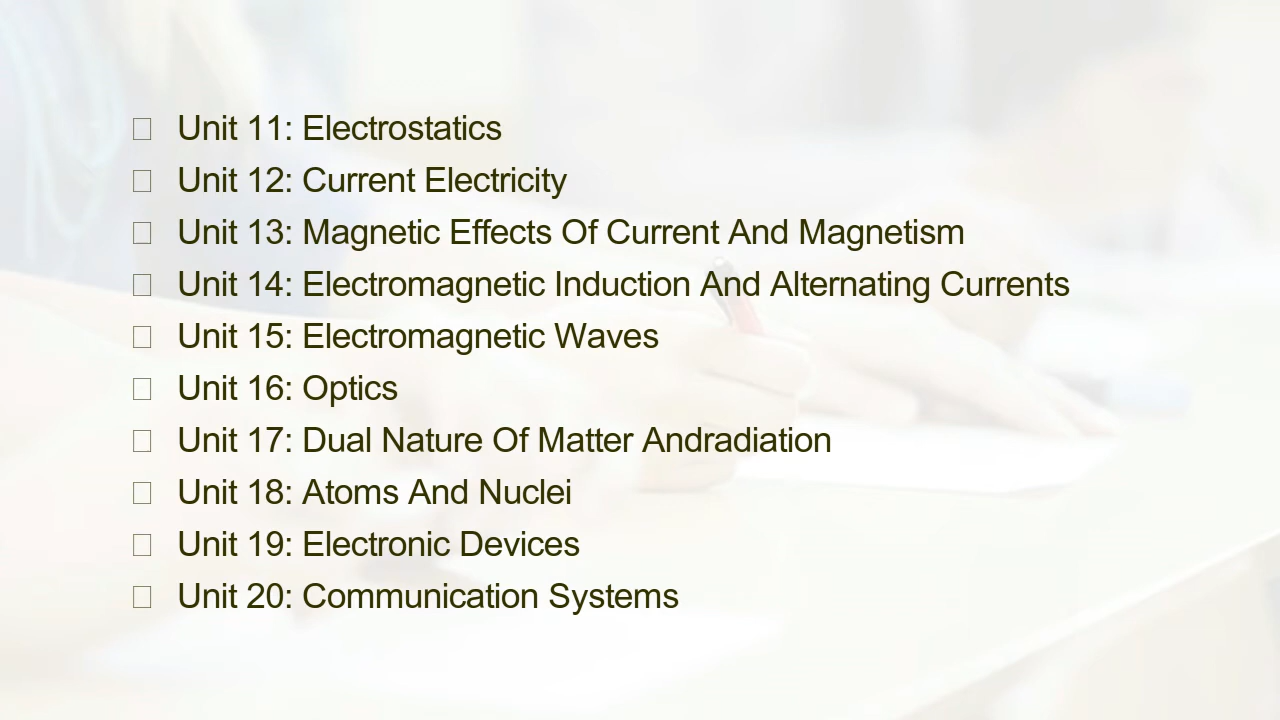 Unit 11: Electrostatics
Unit 12: Current Electricity
Unit 13: Magnetic Effects Of Current And Magnetism
Unit 14: Electromagnetic Induction And Alternating Currents
Unit 15: Electromagnetic Waves
Unit 16: Optics
Unit 17: Dual Nature Of Matter Andradiation
Unit 18: Atoms And Nuclei
Unit 19: Electronic Devices
Unit 20: Communication Systems